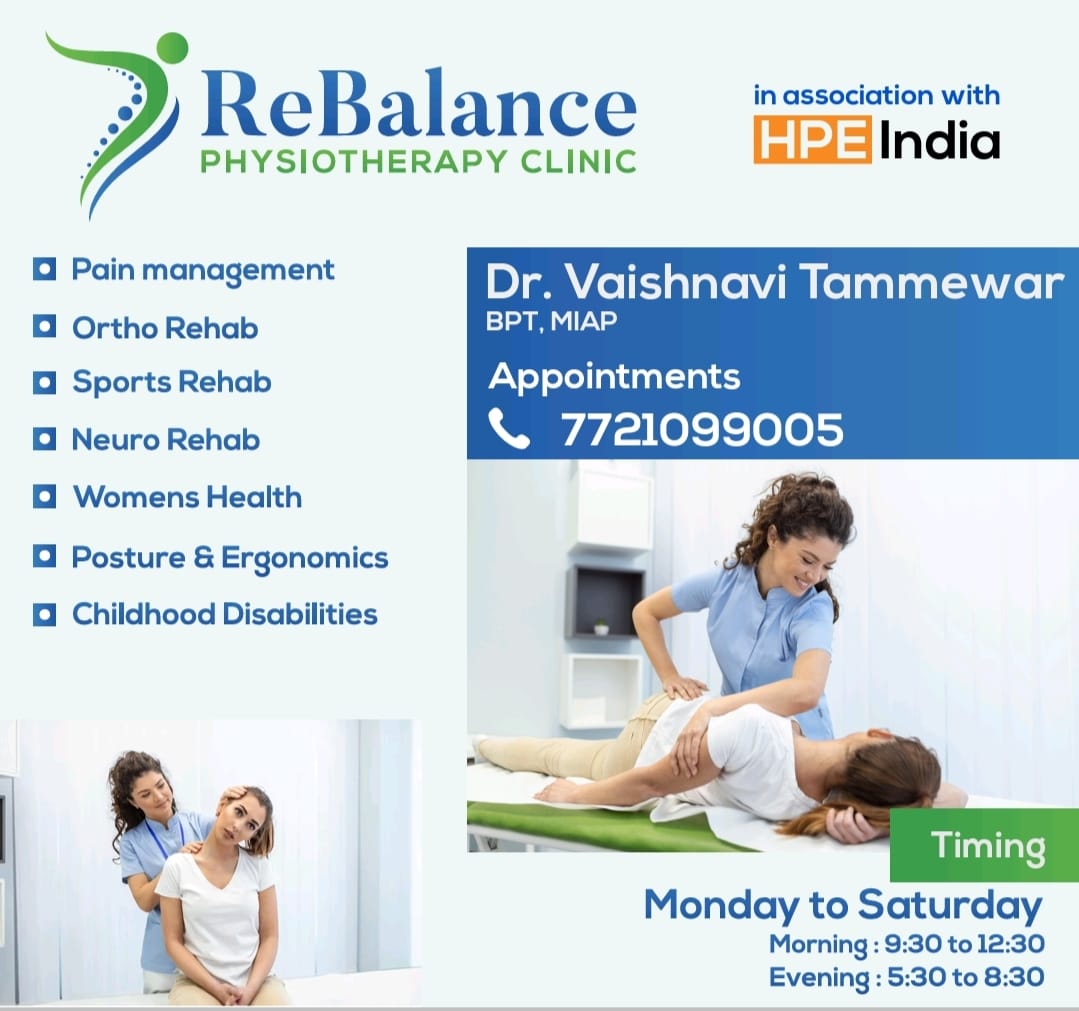 ReBalance
PHYSIOTHERAPY CLINIC
in association with
HPE India
Pain management
Ortho Rehab
Sports Rehab
Neuro Rehab
Womens Health
Posture & Ergonomics
Childhood Disabilities
Dr. Vaishnavi Tammewar
BPT, MIAP
Appointments
7721099005
Timing
Monday to Saturday
Morning : 9:30 to 12:30
Evening : 5:30 to 8:30